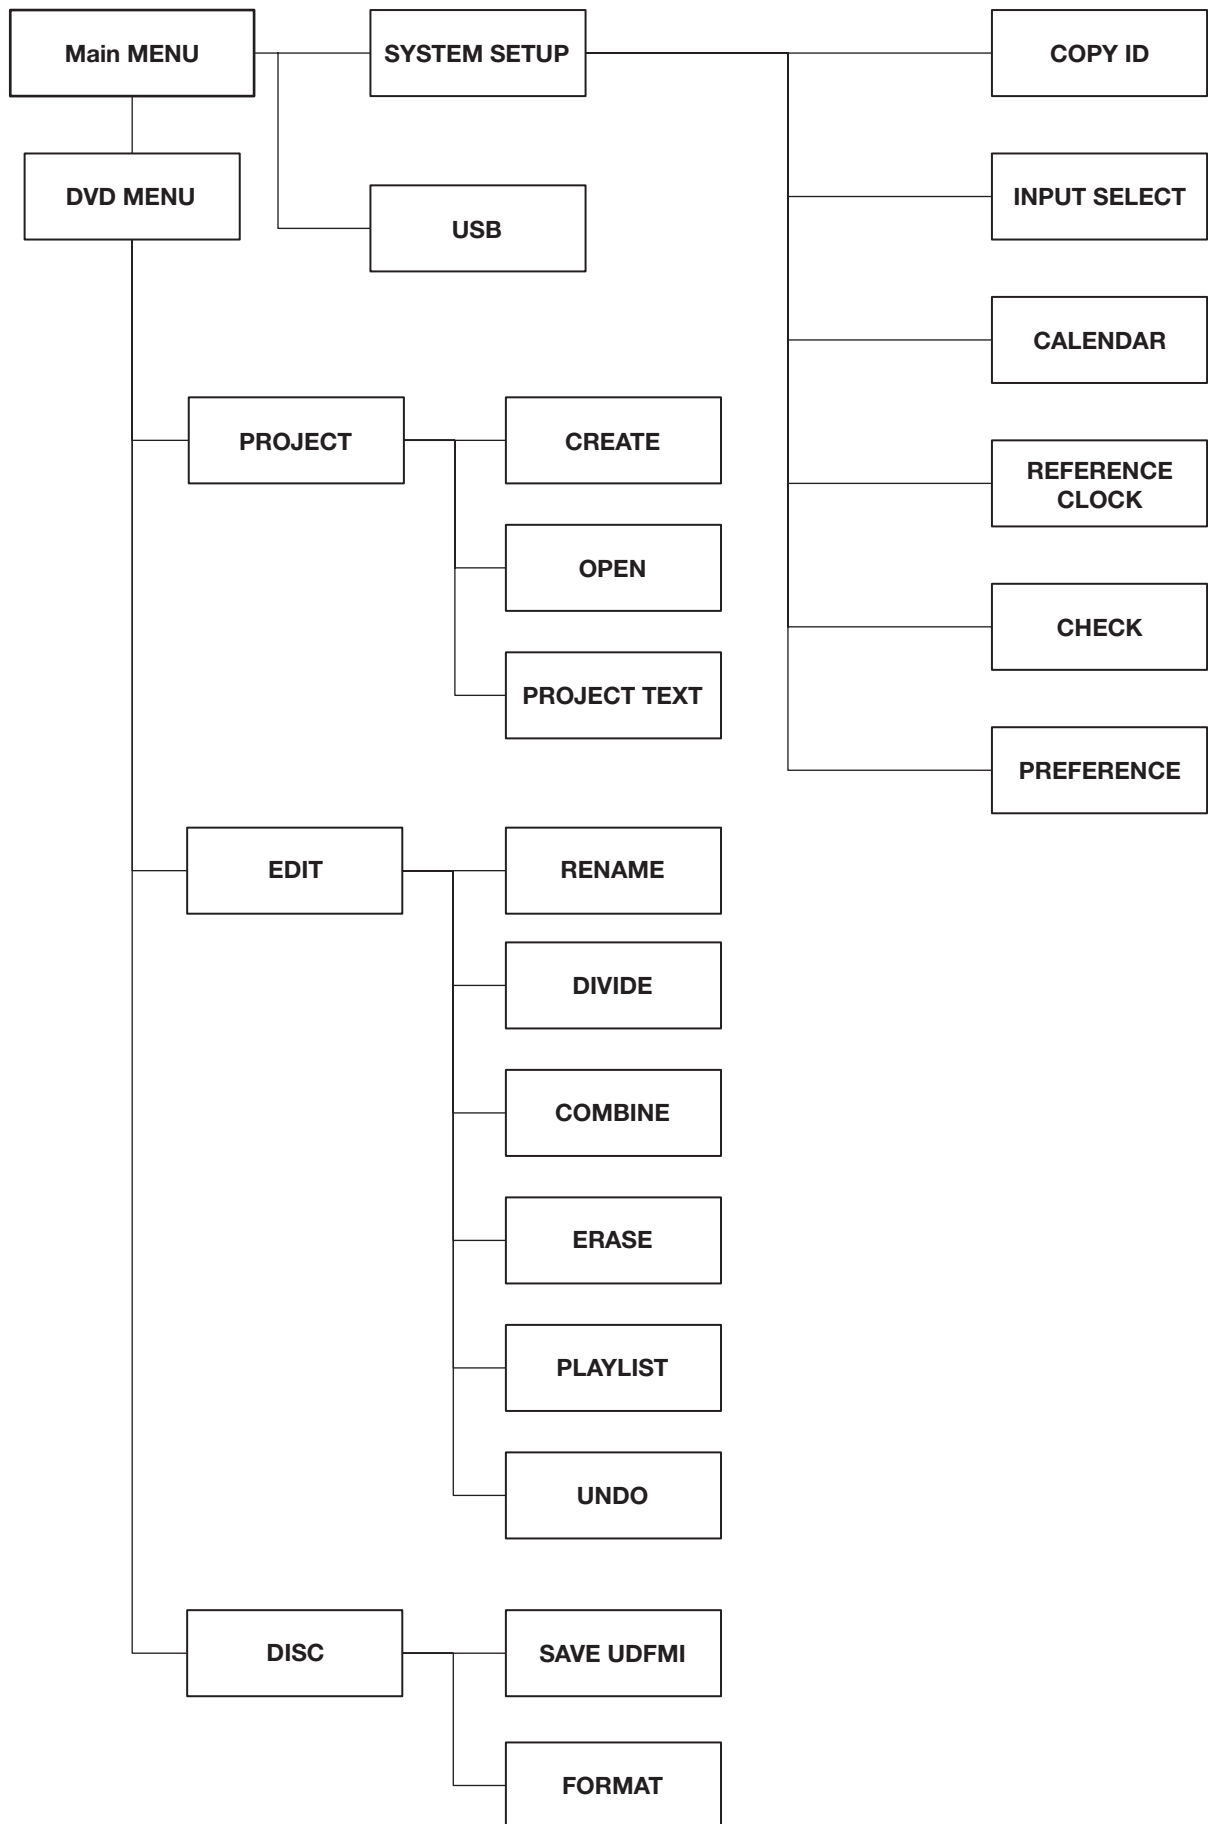 Main MENU
SYSTEM SETUP
COPY ID
DVD MENU
INPUT SELECT
USB
CALENDAR
PROJECT
CREATE
REFERENCE
CLOCK
OPEN
CHECK
PROJECT TEXT
PREFERENCE
EDIT
RENAME
DIVIDE
COMBINE
ERASE
PLAYLIST
UNDO
DISC
SAVE UDFMI
FORMAT